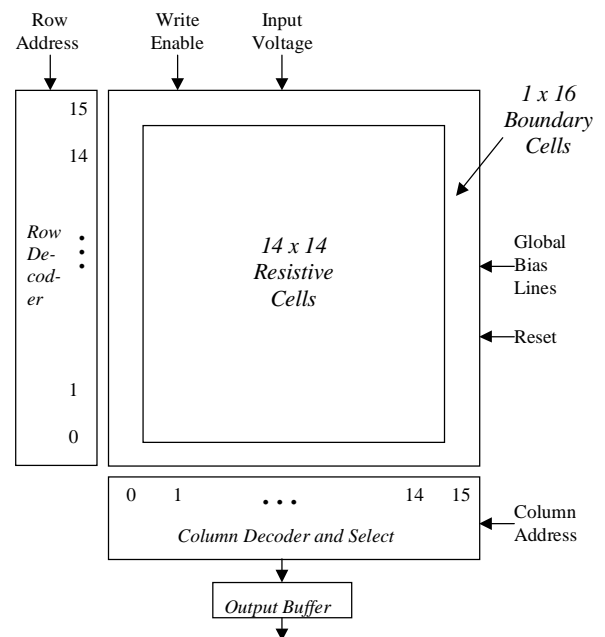 Row
Address
Write
Enable
Input
Voltage
15
14
Row
De-
cod-
er
1
0
1 x 16
Boundary
Cells
14 x 14
Resistive
Cells
Global
Bias
Lines
Reset
0 1 ... 14 15
Column Decoder and Select
Column
Address
Output Buffer